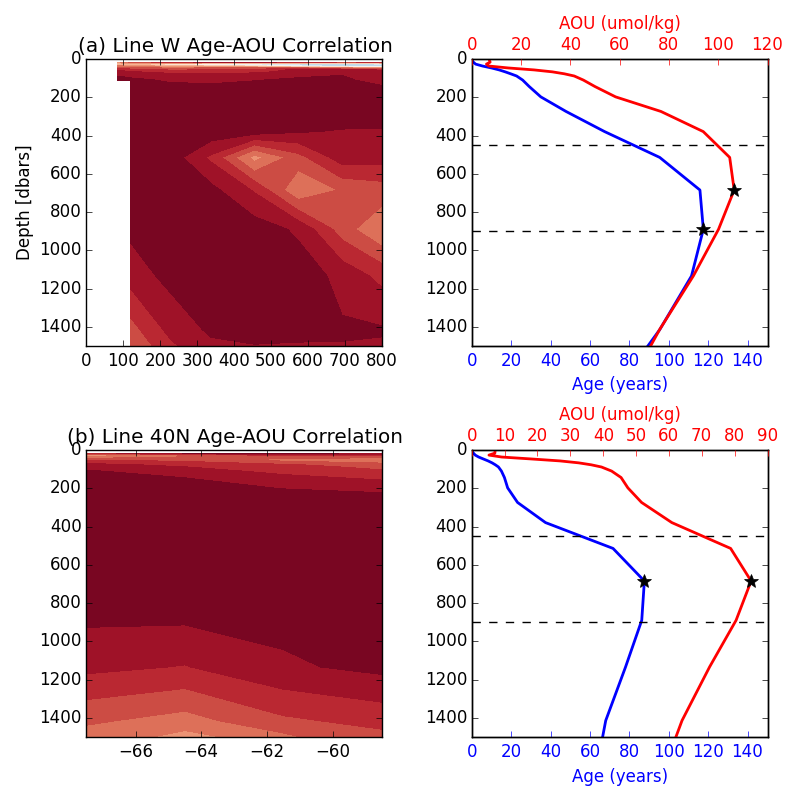 AOU (umol/kg)
(a) Line W Age-AOU Correlation
0 20 40 60 80 100 120
0
200
400
600
800
1000
1200
1400
Depth [dbars]
0 100 200 300 400 500 600 700 800
0
200
400
600
800
1000
1200
1400
0 20 40 60 80 100 120 140
Age (years)
AOU (umol/kg)
(b) Line 40N Age-AOU Correlation
0 10 20 30 40 50 60 70 80 90
0
200
400
600
800
1000
1200
1400
−66 −64 −62 −60
0
200
400
600
800
1000
1200
1400
0 20 40 60 80 100 120 140
Age (years)